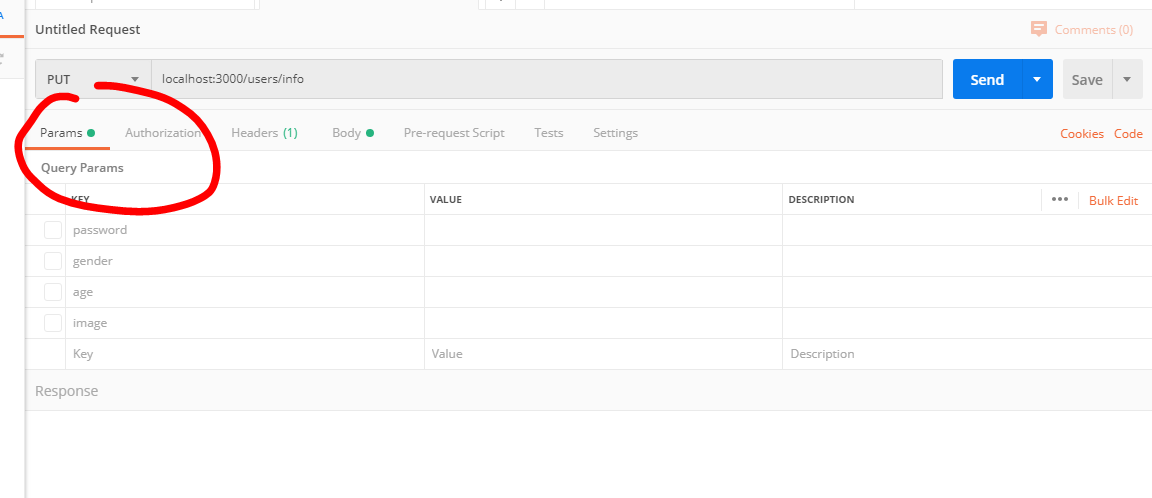 Untitled Request
Comments (0)
PUT
localhost:3000/users/info
Send
Save
Params
Authorization
Headers (1)
Body
Pre-request Script
Tests
Settings
Cookies
Code
Query Params
KEY
VALUE
DESCRIPTION
Bulk Edit
password
gender
age
image
Key
Value
Description
Response